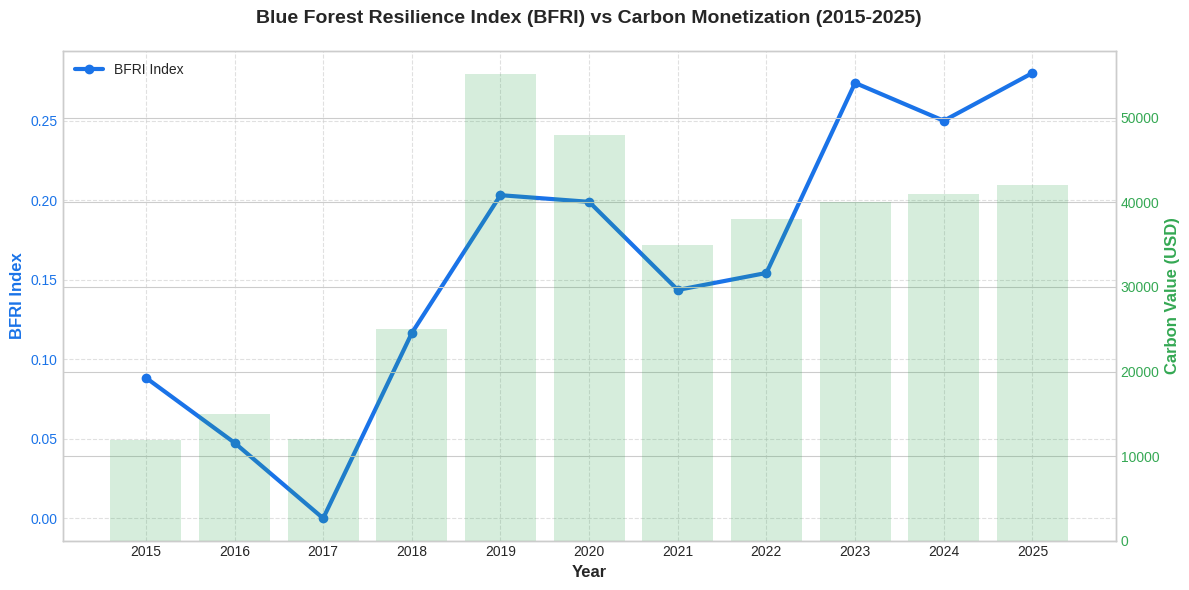 Blue Forest Resilience Index (BFRI) vs Carbon Monetization (2015-2025)
BFRI Index
BFRI Index
0.25
0.20
0.15
0.10
0.05
0.00
50000
40000
30000
20000
10000
0
Carbon Value (USD)
2015 2016 2017 2018 2019 2020 2021 2022 2023 2024 2025
Year